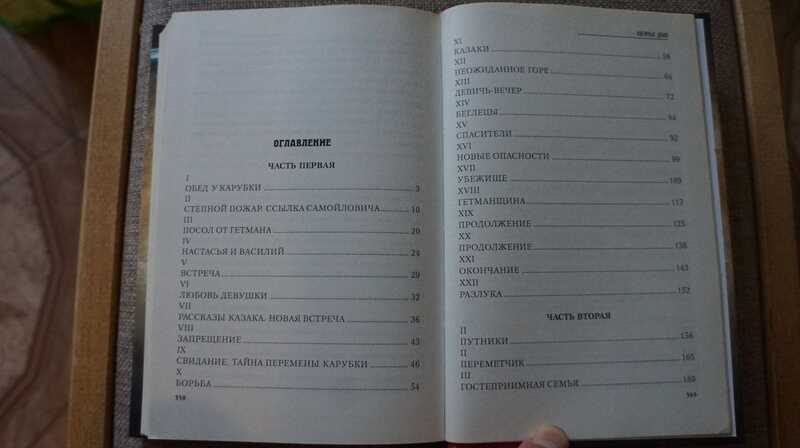 ОГЛАВЛЕНИЕ
ЧАСТЬ ПЕРВАЯ
I
ОБЕД У КАРУБКИ 3
II
СТЕПНОЙ ПОЖАР. ССЫЛКА САМОЙЛОВИЧА 10
III
ПОСОЛ ОТ ГЕТМАНА 20
IV
НАСТАСЬЯ И ВАСИЛИЙ 24
V
ВСТРЕЧА 29
VI
ЛЮБОВЬ ДЕВУШКИ 32
VII
РАССКАЗЫ КАЗАКА. НОВАЯ ВСТРЕЧА 36
VIII
ЗАПРЕЩЕНИЕ 43
IX
СВИДАНИЕ. ТАЙНА ПЕРЕМЕНЫ КАРУБКИ 46
X
БОРЬБА 54
XI
КАЗАКИ 58
XII
НЕОЖИДАННОЕ ГОРЕ 64
XIII
ДЕВИЧЬ-ВЕЧЕР 72
XIV
БЕГЛЕЦЫ 84
XV
СПАСИТЕЛИ 92
XVI
НОВЫЕ ОПАСНОСТИ 99
XVII
УБЕЖИЩЕ 109
XVIII
ГЕТМАНЩИНА 117
XIX
ПРОДОЛЖЕНИЕ 125
XX
ПРОДОЛЖЕНИЕ 138
XXI
ОКОНЧАНИЕ 143
XXII
РАЗЛУКА 152
ЧАСТЬ ВТОРАЯ
II
ПУТНИКИ 156
II
ПЕРЕМЕТЧИК 165
III
ГОСТЕПРИИМНАЯ СЕМЬЯ 180